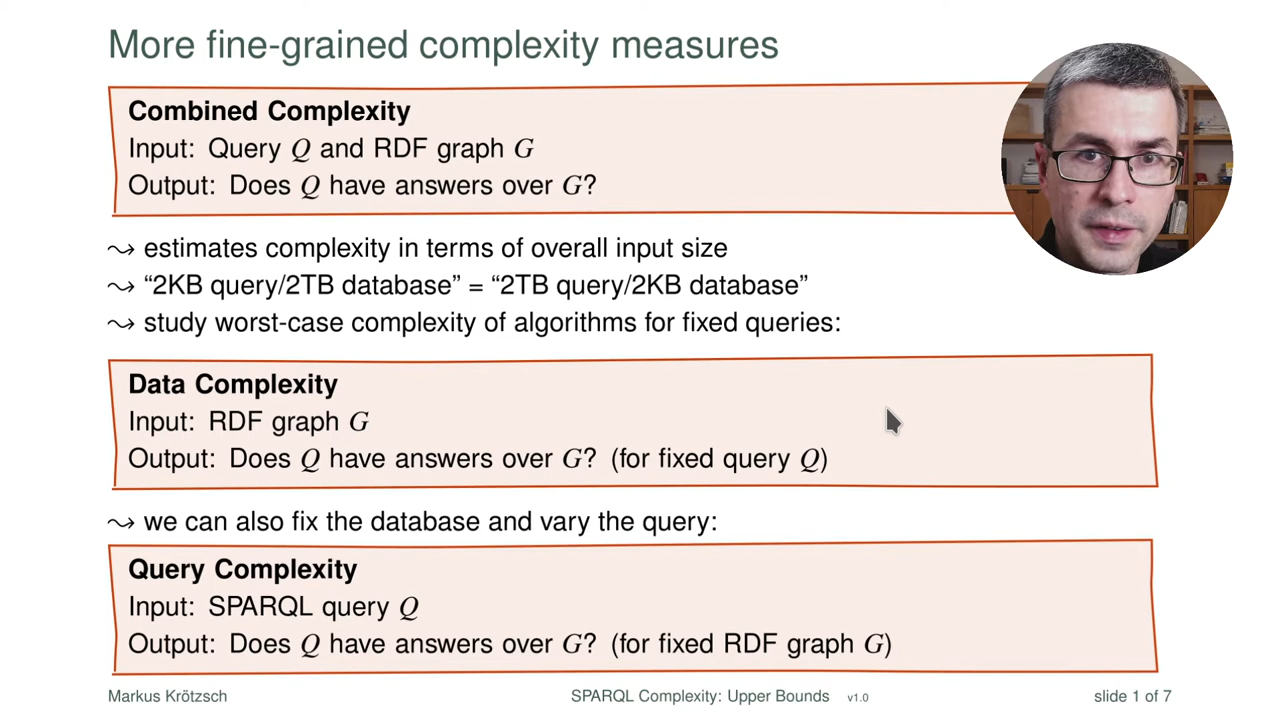 More fine-grained complexity measures
Combined Complexity
Input: Query Q and RDF graph G
Output: Does Q have answers over G?
⤳ estimates complexity in terms of overall input size
⤳ “2KB query/2TB database” = “2TB query/2KB database”
⤳ study worst-case complexity of algorithms for fixed queries:
Data Complexity
Input: RDF graph G
Output: Does Q have answers over G? (for fixed query Q)
⤳ we can also fix the database and vary the query:
Query Complexity
Input: SPARQL query Q
Output: Does Q have answers over G? (for fixed RDF graph G)
Markus Krötzsch SPARQL Complexity: Upper Bounds v1.0 slide 1 of 7